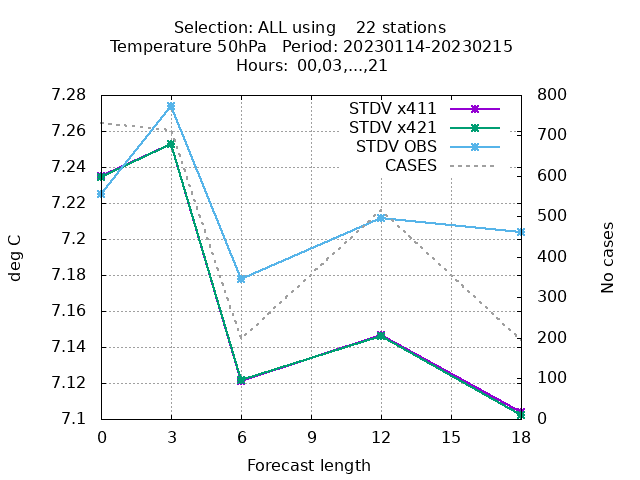 Selection: ALL using    22 stations
Temperature 50hPa   Period: 20230114-20230215
Hours:  00,03,...,21
7.28
7.26
7.24
7.22
7.2
7.18
7.16
7.14
7.12
7.1
deg C
STDV x411
STDV x421
STDV OBS
CASES
800
700
600
500
400
300
200
100
0
No cases
0 3 6 9 12 15 18
Forecast length